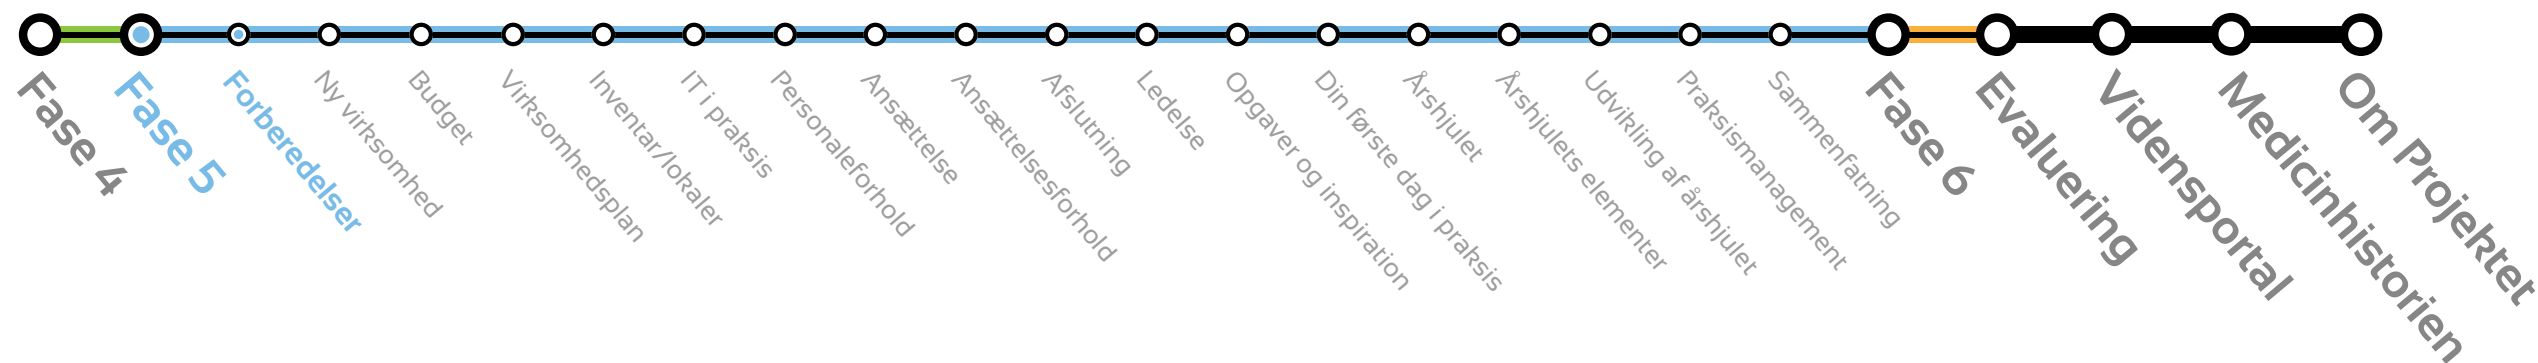 Fase 4
Fase 5
Forberedelser
Ny virksomhed
Budget
Virksomhedsplan
Inventar/lokaler
IT i praksis
Personaleforhold
Ansættelse
Ansættelsesforhold
Afslutning
Ledelse
Opgaver og inspiration
Din første dag i praksis
Årshjulet
Årshjulets elementer
Udvikling af årshjulet
Praksismanagement
Sammenfatning
Fase 6
Evaluering
Vidensportal
Medicinhistorien
Om Projektet